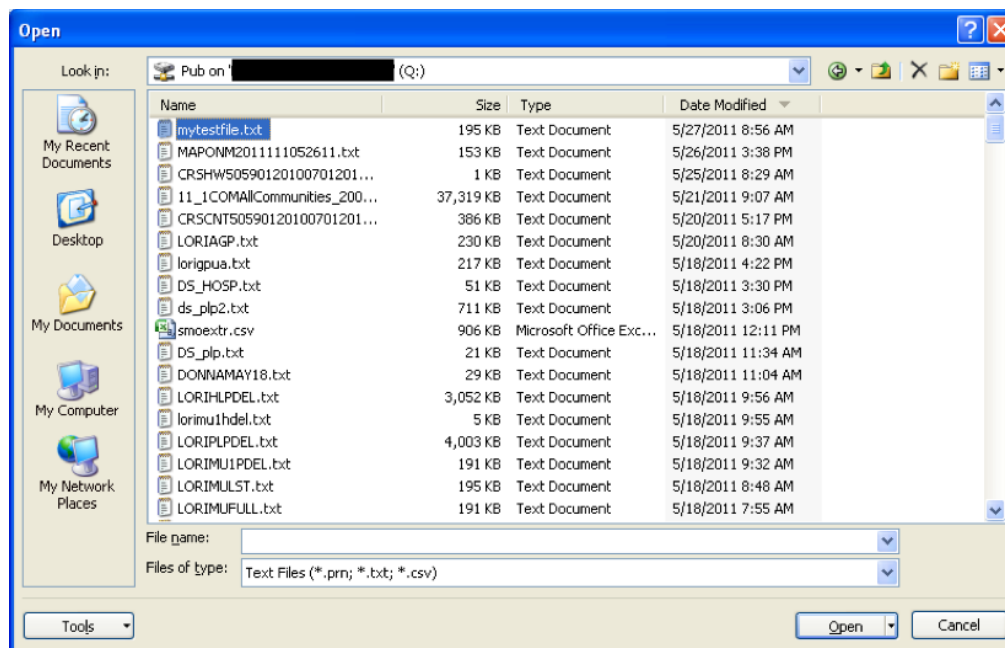 Open
Look in: Pub on ' ' (Q:)
Name Size Type Date Modified
mytestfile.txt 195 KB Text Document 5/27/2011 8:56 AM
MAPONM2011111052611.txt 153 KB Text Document 5/26/2011 3:38 PM
CRSHW50590120100701201... 1 KB Text Document 5/25/2011 8:29 AM
11_1COMAllCommunities_200... 37,319 KB Text Document 5/21/2011 9:07 AM
CRSCNT50590120100701201... 386 KB Text Document 5/20/2011 5:17 PM
LORIAGP.txt 230 KB Text Document 5/20/2011 8:30 AM
lorigpua.txt 217 KB Text Document 5/18/2011 4:22 PM
DS_HOSP.txt 51 KB Text Document 5/18/2011 3:30 PM
ds_plp2.txt 711 KB Text Document 5/18/2011 3:06 PM
smoextr.csv 906 KB Microsoft Office Exc... 5/18/2011 12:11 PM
DS_plp.txt 21 KB Text Document 5/18/2011 11:34 AM
DONNAMAY18.txt 29 KB Text Document 5/18/2011 11:04 AM
LORIHLPDEL.txt 3,052 KB Text Document 5/18/2011 9:56 AM
lorimu1hdel.txt 5 KB Text Document 5/18/2011 9:55 AM
LORIPLPDEL.txt 4,003 KB Text Document 5/18/2011 9:37 AM
LORIMU1PDEL.txt 191 KB Text Document 5/18/2011 9:32 AM
LORIMULST.txt 195 KB Text Document 5/18/2011 8:48 AM
LORIMUFULL.txt 191 KB Text Document 5/18/2011 7:55 AM
My Recent
Documents
Desktop
My Documents
My Computer
My Network
Places
File name:
Files of type: Text Files (*.prn; *.txt; *.csv)
Tools Open Cancel